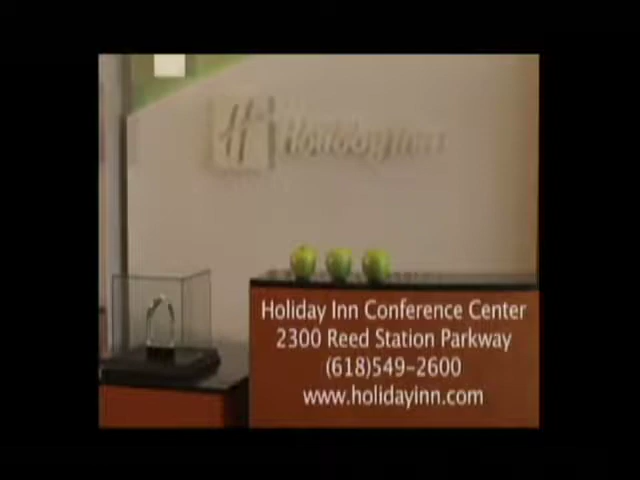 H Holiday Inn
Holiday Inn Conference Center
2300 Reed Station Parkway
(618)549-2600
www.holidayinn.com